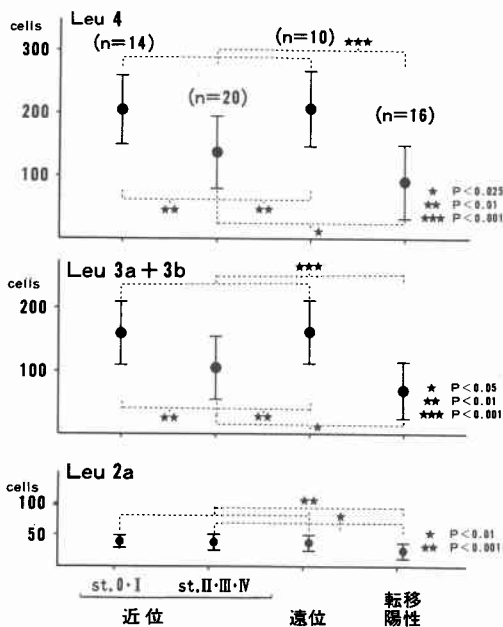 Leu 4
cells
300
(n=14)
(n=10)
★★★
200
(n=20)
(n=16)
100
★★
★★
★
★ P<0.025
★★ P<0.01
★★★ P<0.001
Leu 3a+3b
★★★
200
100
★★
★★
★
★ P<0.05
★★ P<0.01
★★★ P<0.001
Leu 2a
cells
100
50
★★
★
★ P<0.01
★★ P<0.001
st.0・I
st.II・III・IV
近位
遠位
転移
陽性